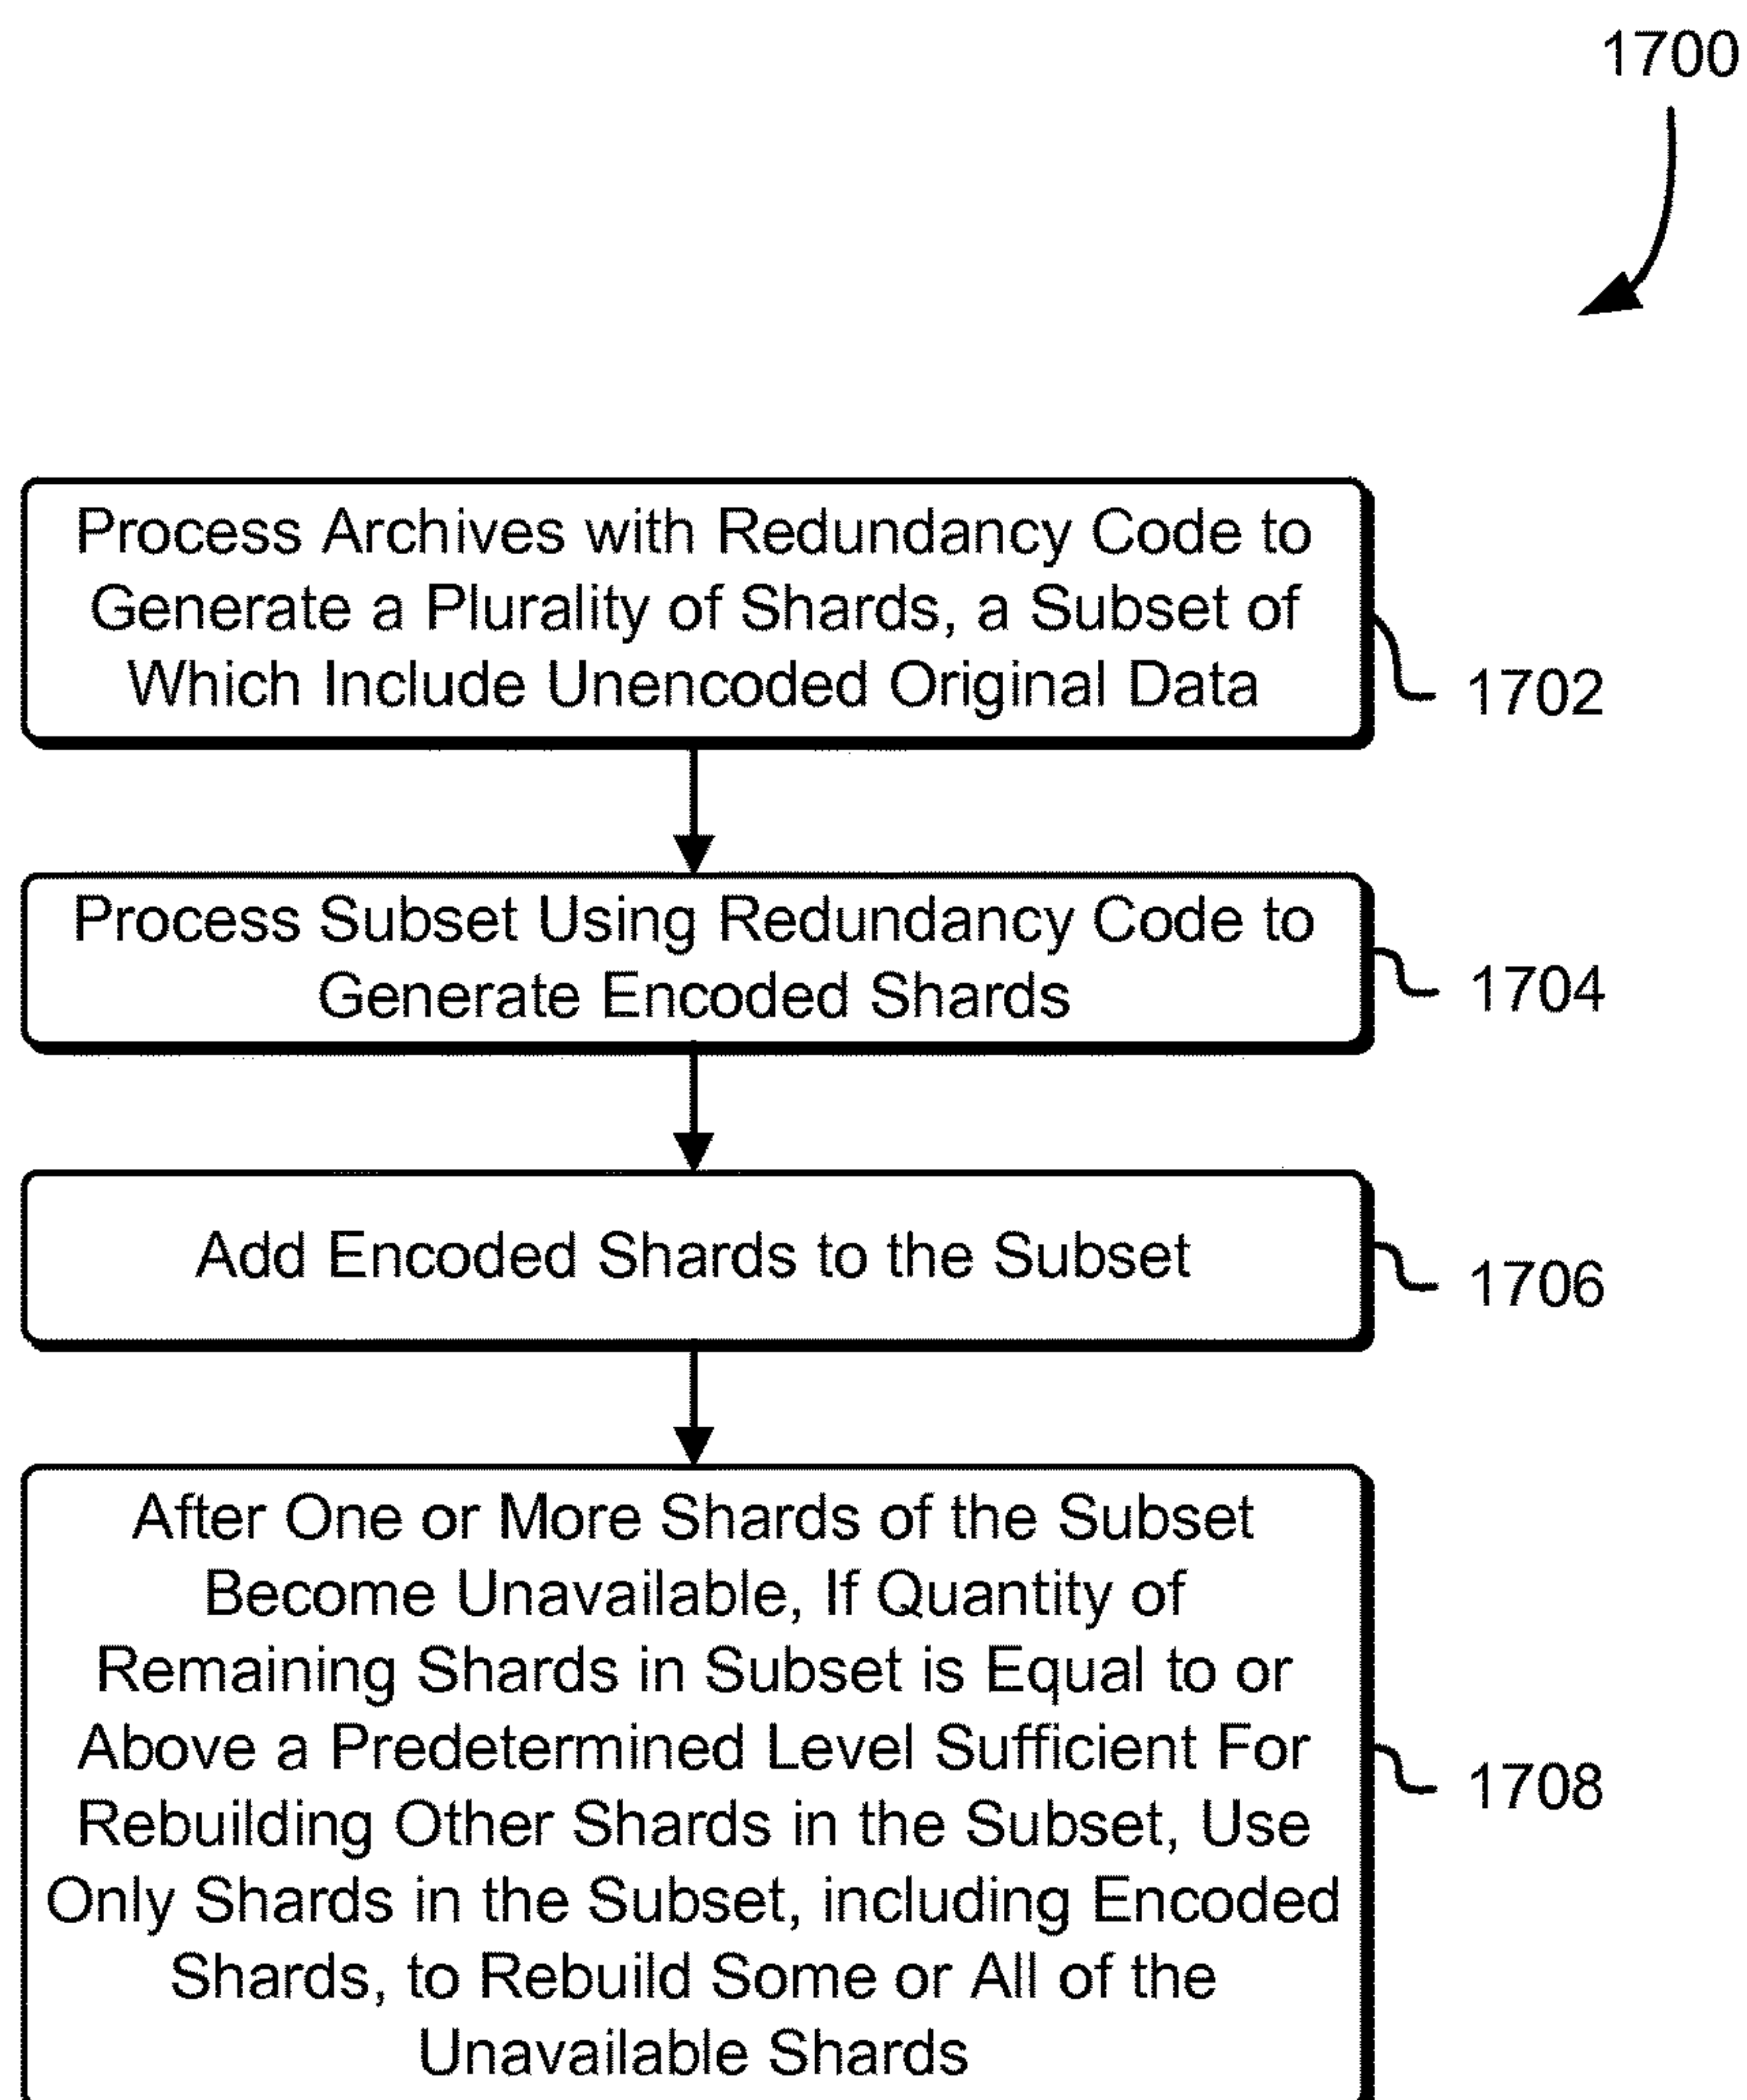 1700
Process Archives with Redundancy Code to
Generate a Plurality of Shards, a Subset of
Which Include Unencoded Original Data
1702
Process Subset Using Redundancy Code to
Generate Encoded Shards
1704
Add Encoded Shards to the Subset
1706
After One or More Shards of the Subset
Become Unavailable, If Quantity of
Remaining Shards in Subset is Equal to or
Above a Predetermined Level Sufficient For
Rebuilding Other Shards in the Subset, Use
Only Shards in the Subset, including Encoded
Shards, to Rebuild Some or All of the
Unavailable Shards
1708